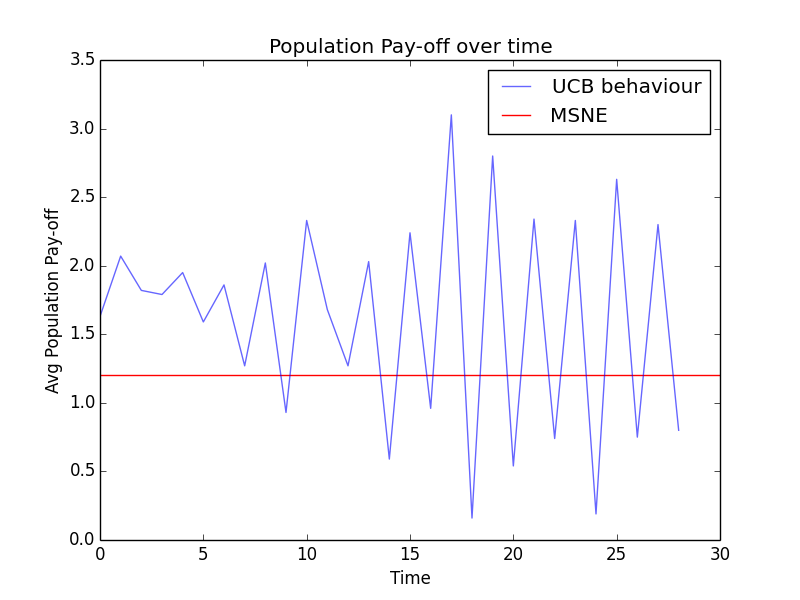 Population Pay-off over time
3.5
3.0
2.5
2.0
1.5
1.0
0.5
0.0
Avg Population Pay-off
UCB behaviour
MSNE
0 5 10 15 20 25 30
Time